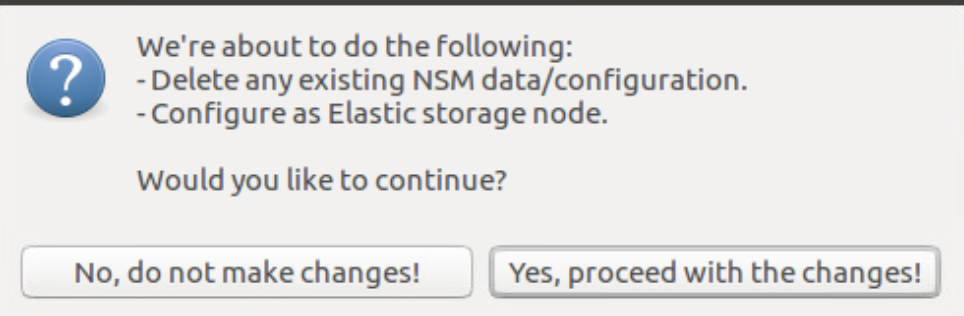 We're about to do the following:
- Delete any existing NSM data/configuration.
- Configure as Elastic storage node.
Would you like to continue?
No, do not make changes!
Yes, proceed with the changes!